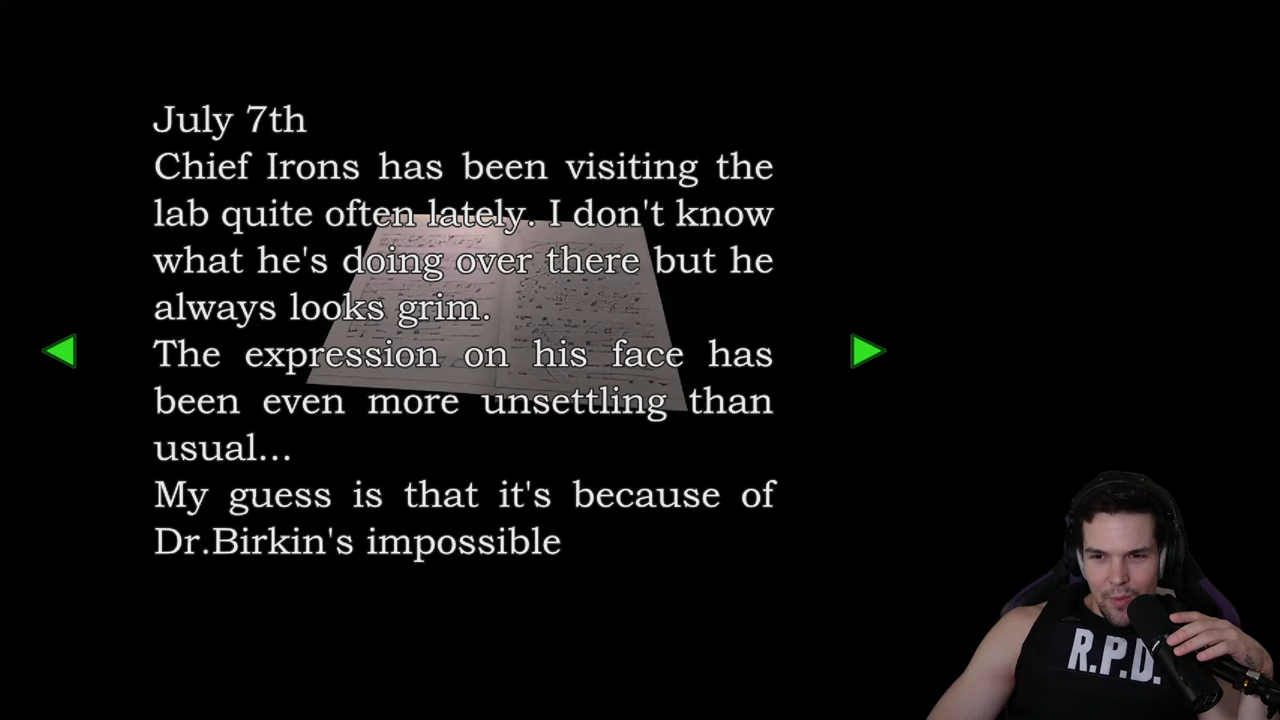 July 7th
Chief Irons has been visiting the
lab quite often lately. I don't know
what he's doing over there but he
always looks grim.
The expression on his face has
been even more unsettling than
usual...
My guess is that it's because of
Dr.Birkin's impossible
R.P.D.